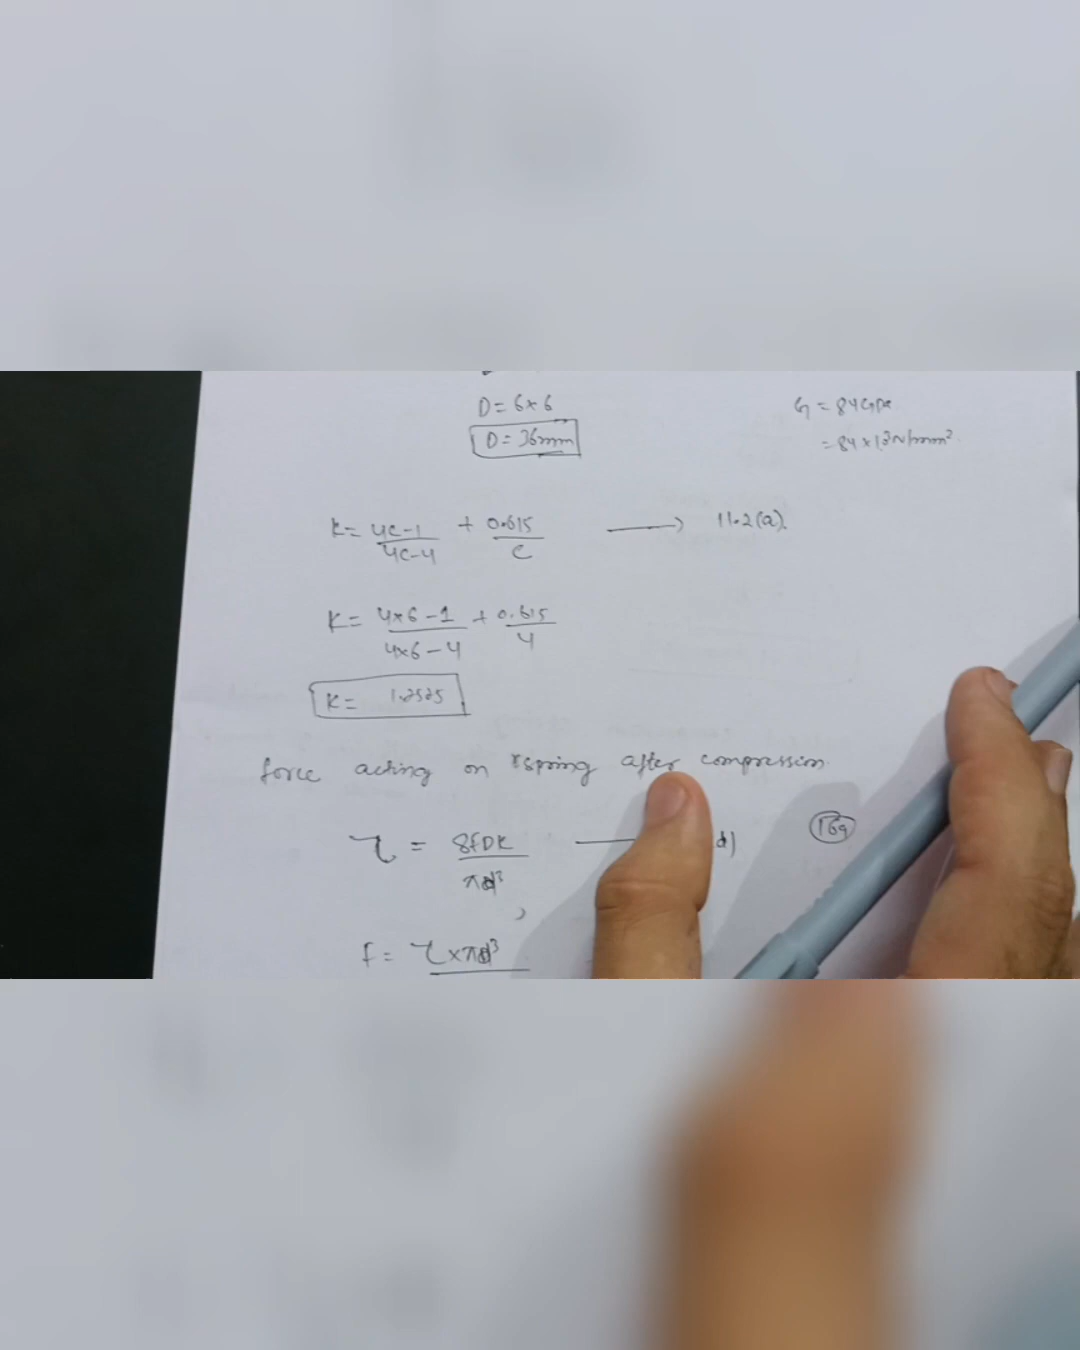 D = 6×6
D = 36mm
G = 84GPa
= 84×10³N/mm²
K = 4C-1/4C-4 + 0.615/C → 11.2(a)
K = 4×6-1/4×6-4 + 0.615/4
K = 1.2525
force acting on spring after compression.
τ = 8FDK/πd³ — d)
169
F = τ×πd³